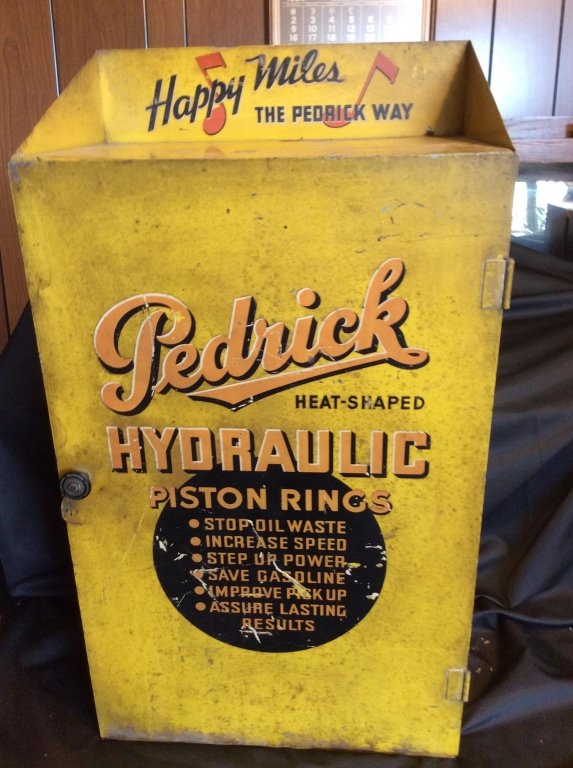 Happy Miles
THE PEDRICK WAY
Pedrick
HEAT-SHAPED
HYDRAULIC
PISTON RINGS
• STOP OIL WASTE
• INCREASE SPEED
• STEP UP POWER
• SAVE GASOLINE
• IMPROVE PICKUP
• ASSURE LASTING
RESULTS